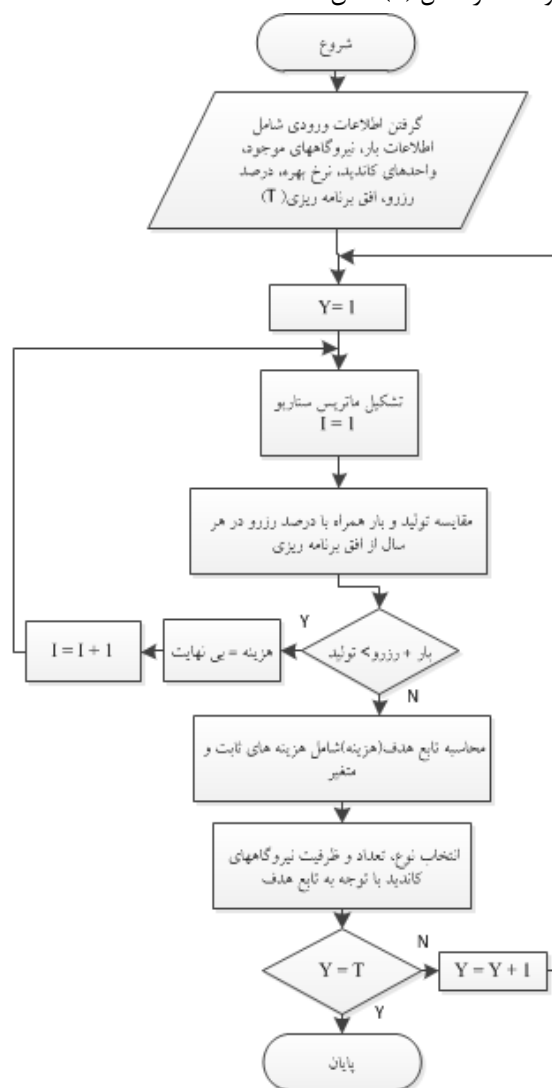 شروع
گرفتن اطلاعات ورودی شامل
اطلاعات بار، نیروگاههای موجود،
واحدهای کاندید، نرخ بهره، درصد
رزرو، افق برنامه ریزی( T)
Y= 1
تشکیل ماتریس سناریو
I = 1
مقایسه تولید و بار همراه با درصد رزرو در هر
سال از افق برنامه ریزی
بار + رزرو> تولید
Y
هزینه = بی نهایت
I = I + 1
N
محاسبه تابع هدف(هزینه)شامل هزینه های ثابت و
متغیر
انتخاب نوع، تعداد و ظرفیت نیروگاههای
کاندید با توجه به تابع هدف
Y = T
N
Y = Y + 1
Y
پایان